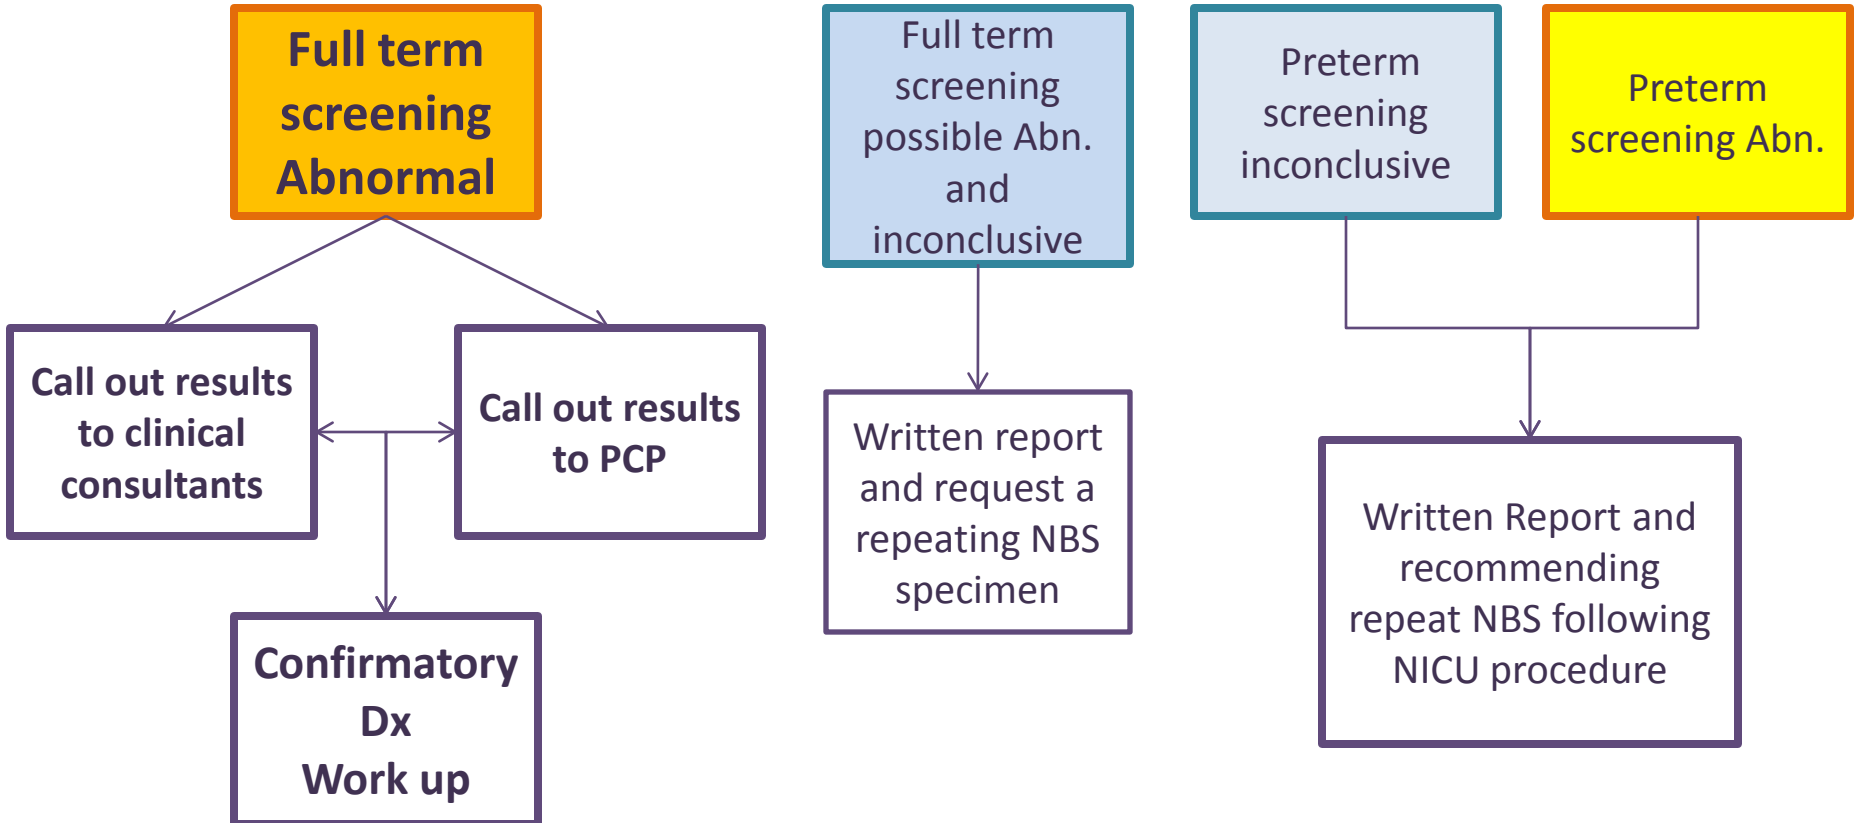 Full term
screening
Abnormal
Full term
screening
possible Abn.
and
inconclusive
Preterm
screening
inconclusive
Preterm
screening Abn.
Call out results
to clinical
consultants
Call out results
to PCP
Written report
and request a
repeating NBS
specimen
Written Report and
recommending
repeat NBS following
NICU procedure
Confirmatory
Dx
Work up